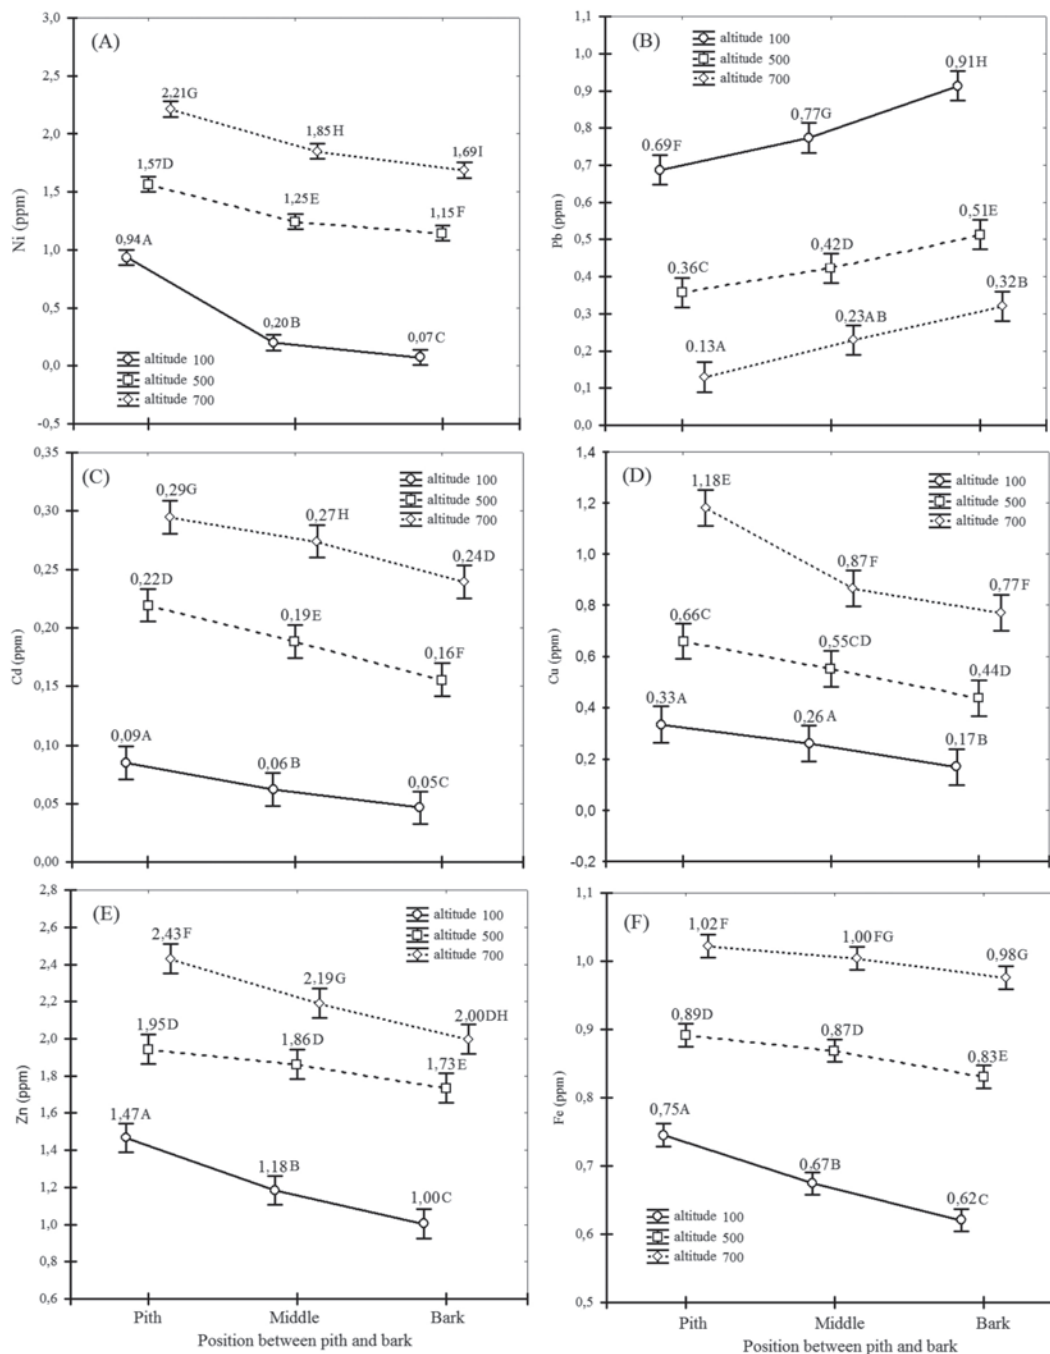 (A)
3,0
2,5
2,0
1,5
1,0
0,5
0,0
-0,5
Ni (ppm)
2,21G
1,85H
1,69I
1,57D
1,25E
1,15F
0,94A
0,20B
0,07C
altitude 100
altitude 500
altitude 700
(B)
1,1
1,0
0,9
0,8
0,7
0,6
0,5
0,4
0,3
0,2
0,1
0,0
Pb (ppm)
altitude 100
altitude 500
altitude 700
0,91H
0,77G
0.69F
0,51E
0,42D
0.36C
0,32B
0,23AB
0.13A
(C)
0,35
0,30
0,25
0,20
0,15
0,10
0,05
0,00
Cd (ppm)
altitude 100
altitude 500
altitude 700
0,29G
0,27H
0,24D
0,22D
0,19E
0,16F
0,09A
0,06B
0,05C
(D)
1,4
1,2
1,0
0,8
0,6
0,4
0,2
0,0
-0,2
Cu (ppm)
altitude 100
altitude 500
altitude 700
1,18E
0,87F
0,77F
0,66C
0,55CD
0,44D
0,33A
0,26A
0,17B
(E)
2,8
2,6
2,4
2,2
2,0
1,8
1,6
1,4
1,2
1,0
0,8
0,6
Zn (ppm)
altitude 100
altitude 500
altitude 700
2,43F
2,19G
2,00DH
1,95D
1,86D
1,73E
1,47A
1,18B
1,00C
Pith Middle Bark
Position between pith and bark
(F)
1,1
1,0
0,9
0,8
0,7
0,6
0,5
Fe (ppm)
1,02F
1,00FG
0,98G
0,89D
0,87D
0,83E
0,75A
0.67B
0,62C
altitude 100
altitude 500
altitude 700
Pith Middle Bark
Position between pith and bark